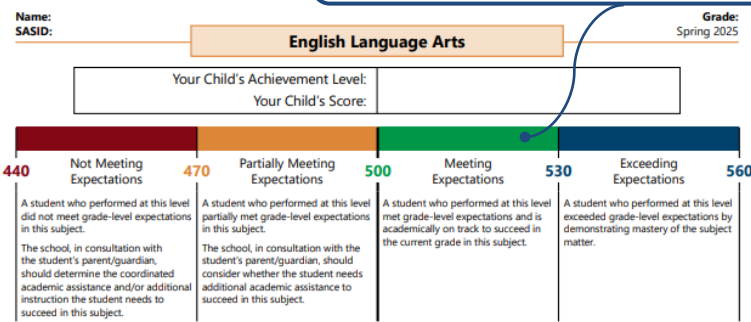 Name:
Grade:
SASID:
Spring 2025
English Language Arts
Your Child's Achievement Level:
Your Child's Score:
440
Not Meeting
Expectations
470
Partially Meeting
Expectations
500
Meeting
Expectations
530
Exceeding
Expectations
560
A student who performed at this level
did not meet grade-level expectations
in this subject.
The school, in consultation with
the student's parent/guardian,
should determine the coordinated
academic assistance and/or additional
instruction the student needs to
succeed in this subject.
A student who performed at this level
partially met grade-level expectations
in this subject.
The school, in consultation with the
student's parent/guardian, should
consider whether the student needs
additional academic assistance to
succeed in this subject.
A student who performed at this level
met grade-level expectations and is
academically on track to succeed in
the current grade in this subject.
A student who performed at this level
exceeded grade-level expectations by
demonstrating mastery of the subject
matter.